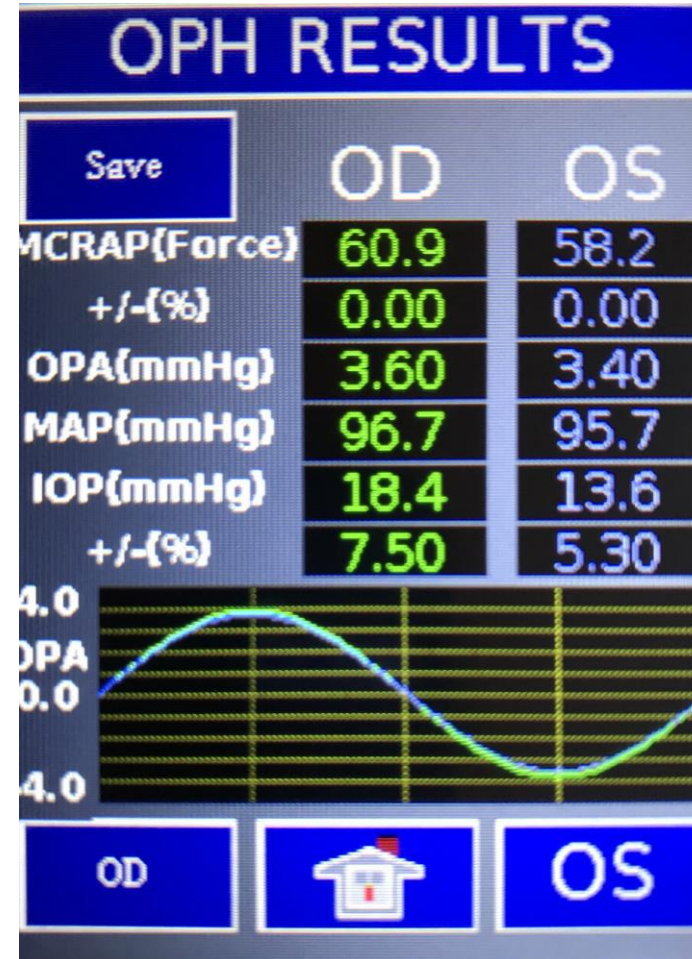 OPH RESULTS
Save OD OS
MCRAP{Force} 60.9 58.2
+/-{%} 0.00 0.00
OPA{mmHg} 3.60 3.40
MAP{mmHg} 96.7 95.7
IOP{mmHg} 18.4 13.6
+/-{%} 7.50 5.30
4.0
OPA
0.0
4.0
OD OS